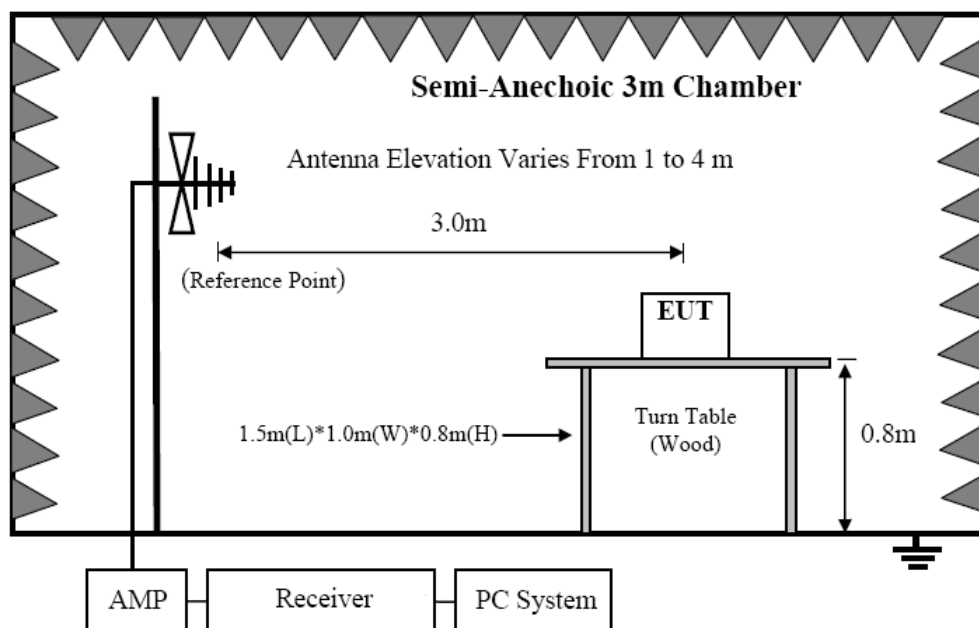 Semi-Anechoic 3m Chamber
Antenna Elevation Varies From 1 to 4 m
3.0m
(Reference Point)
EUT
1.5m(L)*1.0m(W)*0.8m(H)
Turn Table
(Wood)
0.8m
AMP
Receiver
PC System